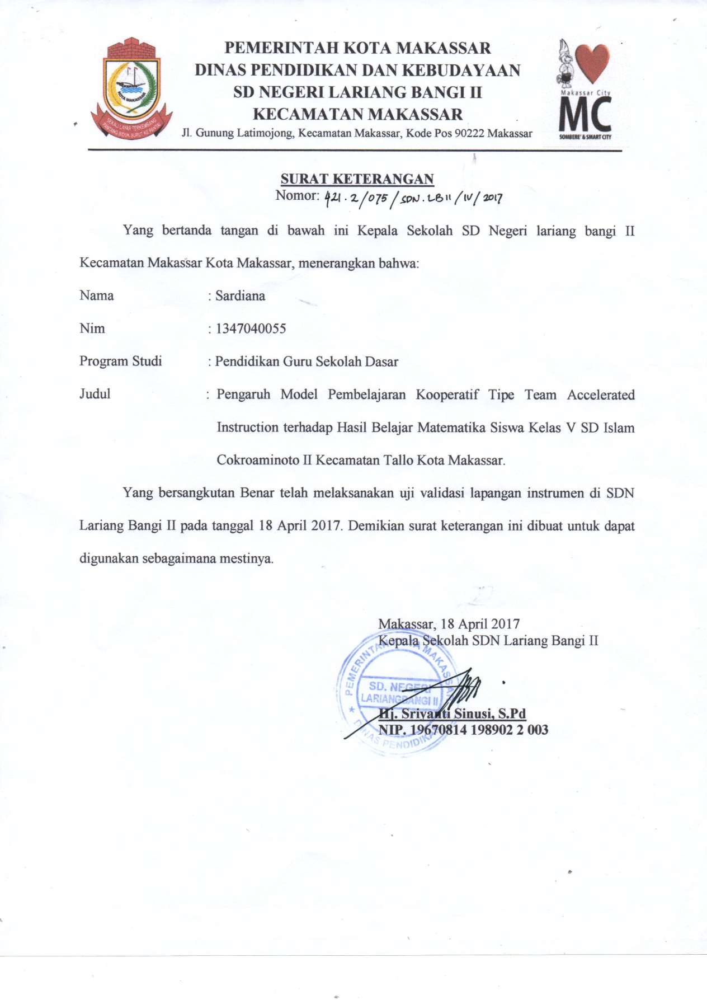 PEMERINTAH KOTA MAKASSAR
DINAS PENDIDIKAN DAN KEBUDAYAAN
SD NEGERI LARIANG BANGI II
KECAMATAN MAKASSAR
Jl. Gunung Latimojong, Kecamatan Makassar, Kode Pos 90222 Makassar
KOTA MAKASSAR
SEKALI LAYAR TERKEMBANG
PANTANG BIDUK SURUT KE PANTAI
Makassar City
MC
SOMBERE' & SMART CITY
SURAT KETERANGAN
Nomor: 421.2/075/SDN.LB II/IV/2017
Yang bertanda tangan di bawah ini Kepala Sekolah SD Negeri lariang bangi II
Kecamatan Makassar Kota Makassar, menerangkan bahwa:
Nama : Sardiana
Nim : 1347040055
Program Studi : Pendidikan Guru Sekolah Dasar
Judul : Pengaruh Model Pembelajaran Kooperatif Tipe Team Accelerated
Instruction terhadap Hasil Belajar Matematika Siswa Kelas V SD Islam
Cokroaminoto II Kecamatan Tallo Kota Makassar.
Yang bersangkutan Benar telah melaksanakan uji validasi lapangan instrumen di SDN
Lariang Bangi II pada tanggal 18 April 2017. Demikian surat keterangan ini dibuat untuk dapat
digunakan sebagaimana mestinya.
Makassar, 18 April 2017
Kepala Sekolah SDN Lariang Bangi II
PEMERINTAH KOTA MAKASSAR
SD. NEGERI
LARIANGBANGI II
DINAS PENDIDIKAN
Hj. Sriyanti Sinusi, S.Pd
NIP. 19670814 198902 2 003